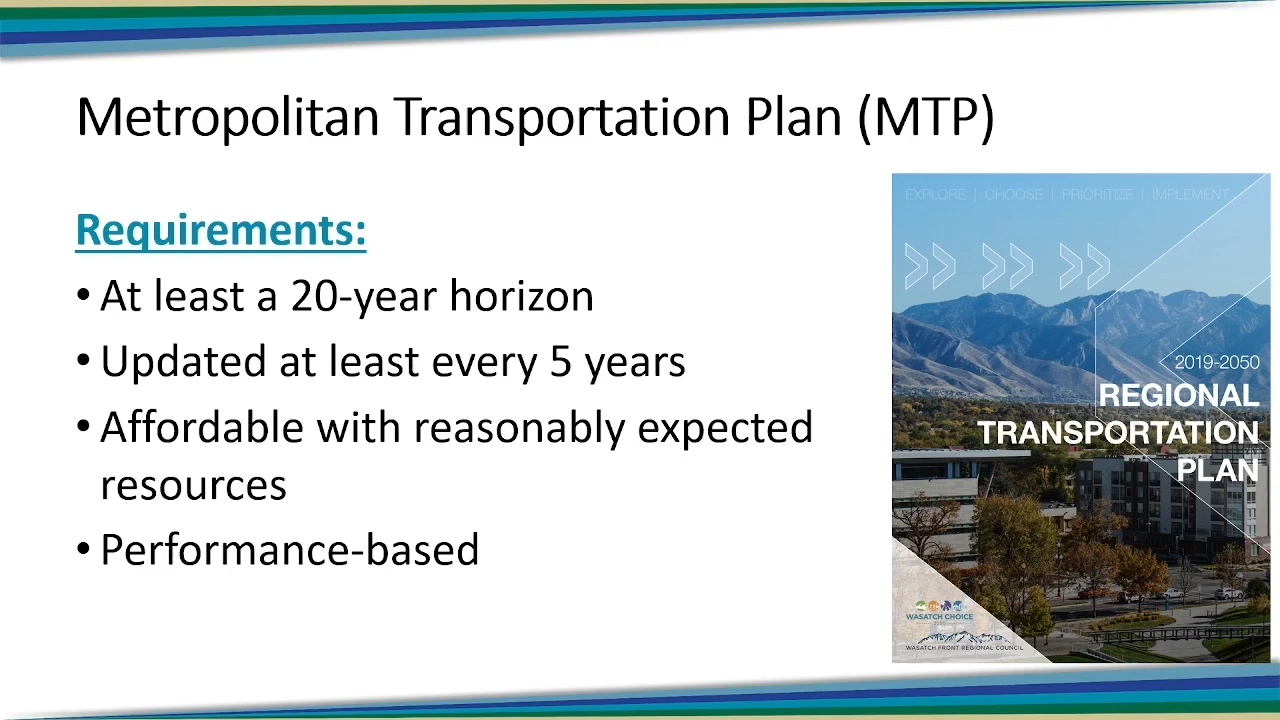 Metropolitan Transportation Plan (MTP)
Requirements:
• At least a 20-year horizon
• Updated at least every 5 years
• Affordable with reasonably expected
resources
• Performance-based
EXPLORE | CHOOSE | PRIORITIZE | IMPLEMENT
2019-2050
REGIONAL
TRANSPORTATION
PLAN
WASATCH CHOICE
WASATCH FRONT REGIONAL COUNCIL